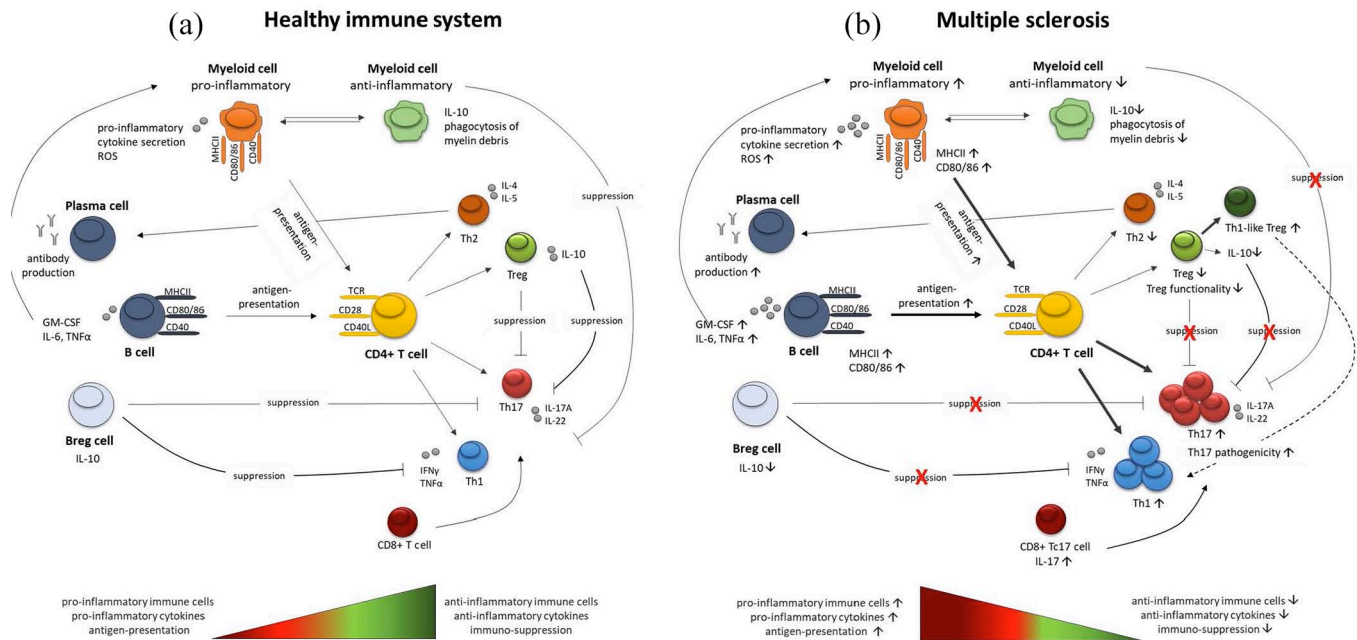 (a) Healthy immune system
Myeloid cell
pro-inflammatory
Myeloid cell
anti-inflammatory
pro-inflammatory
cytokine secretion
ROS
MHCII
CD80/86
CD40
IL-10
phagocytosis of
myelin debris
suppression
Plasma cell
antibody
production
antigen-
presentation
IL-4
IL-5
Th2
Treg
IL-10
MHCII
CD80/86
CD40
GM-CSF
IL-6, TNFα
B cell
antigen-
presentation
TCR
CD28
CD40L
CD4+ T cell
suppression
suppression
Th17
IL-17A
IL-22
suppression
Breg cell
IL-10
suppression
IFNγ
TNFα
Th1
CD8+ T cell
pro-inflammatory immune cells
pro-inflammatory cytokines
antigen-presentation
anti-inflammatory immune cells
anti-inflammatory cytokines
immuno-suppression
(b) Multiple sclerosis
Myeloid cell
pro-inflammatory ↑
Myeloid cell
anti-inflammatory ↓
pro-inflammatory
cytokine secretion ↑
ROS ↑
MHCII
CD80/86
CD40
MHCII ↑
CD80/86 ↑
IL-10↓
phagocytosis of
myelin debris ↓
suppression
Plasma cell
antibody
production ↑
antigen-
presentation ↑
IL-4
IL-5
Th2 ↓
Th1-like Treg ↑
IL-10↓
Treg ↓
Treg functionality ↓
MHCII
CD80/86
CD40
GM-CSF ↑
IL-6, TNFα ↑
B cell
MHCII ↑
CD80/86 ↑
antigen-
presentation ↑
TCR
CD28
CD40L
CD4+ T cell
suppression
suppression
suppression
IL-17A
IL-22
Th17 ↑
Th17 pathogenicity ↑
Breg cell
IL-10 ↓
suppression
IFNγ
TNFα
Th1 ↑
CD8+ Tc17 cell
IL-17 ↑
pro-inflammatory immune cells ↑
pro-inflammatory cytokines ↑
antigen-presentation ↑
anti-inflammatory immune cells ↓
anti-inflammatory cytokines ↓
immuno-suppression ↓